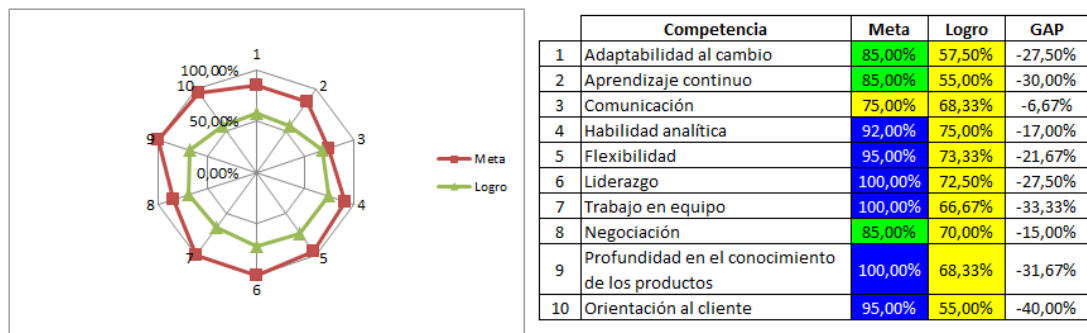 1
100,00%
10
2
50,00%
9
3
0,00%
Meta
Logro
8
4
7
5
6
Competencia Meta Logro GAP
1 Adaptabilidad al cambio 85,00% 57,50% -27,50%
2 Aprendizaje continuo 85,00% 55,00% -30,00%
3 Comunicación 75,00% 68,33% -6,67%
4 Habilidad analítica 92,00% 75,00% -17,00%
5 Flexibilidad 95,00% 73,33% -21,67%
6 Liderazgo 100,00% 72,50% -27,50%
7 Trabajo en equipo 100,00% 66,67% -33,33%
8 Negociación 85,00% 70,00% -15,00%
9 Profundidad en el conocimiento
de los productos 100,00% 68,33% -31,67%
10 Orientación al cliente 95,00% 55,00% -40,00%